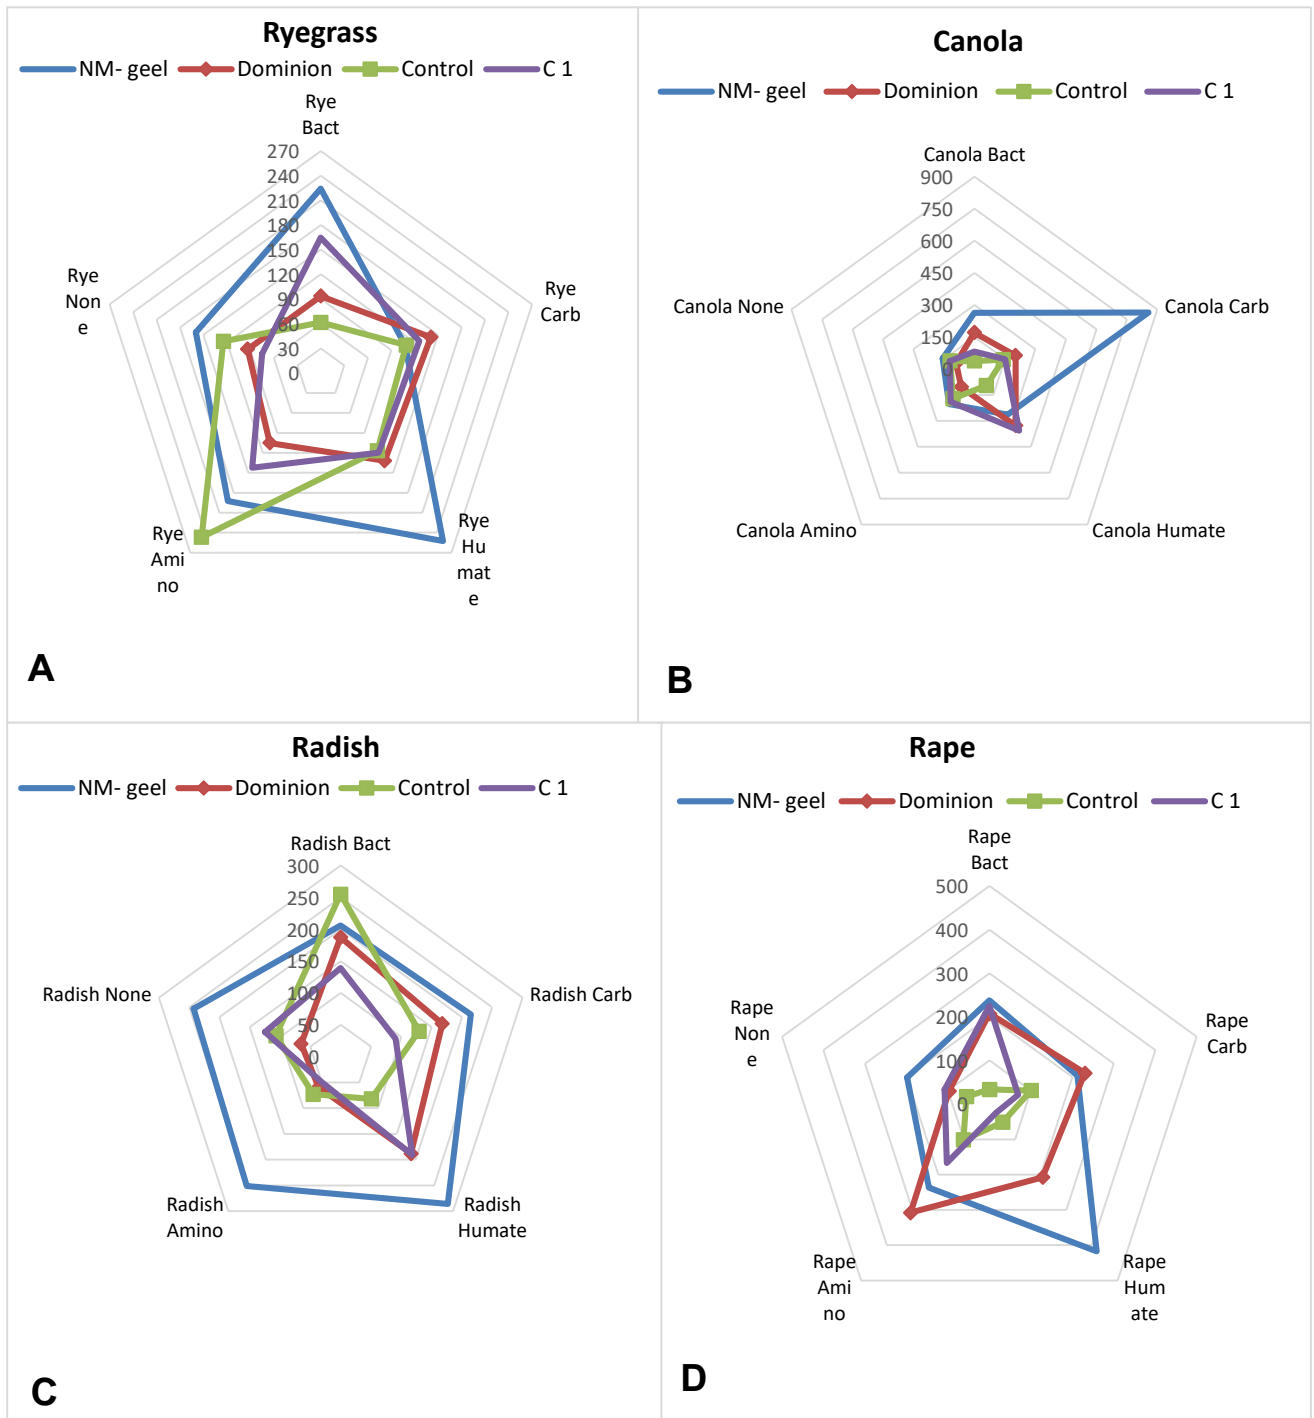 Ryegrass
NM- geel Dominion Control C 1
Rye
Bact
270
240
210
180
150
120
90
60
30
0
Rye
Carb
Rye
Hu
mat
e
Rye
Ami
no
Rye
Non
e
A
Canola
NM- geel Dominion Control C 1
Canola Bact
900
750
600
450
300
150
0
Canola Carb
Canola Humate
Canola Amino
Canola None
B
Radish
NM- geel Dominion Control C 1
Radish Bact
300
250
200
150
100
50
0
Radish Carb
Radish
Humate
Radish
Amino
Radish None
C
Rape
NM- geel Dominion Control C 1
Rape
Bact
500
400
300
200
100
0
Rape
Carb
Rape
Hum
ate
Rape
Ami
no
Rape
Non
e
D